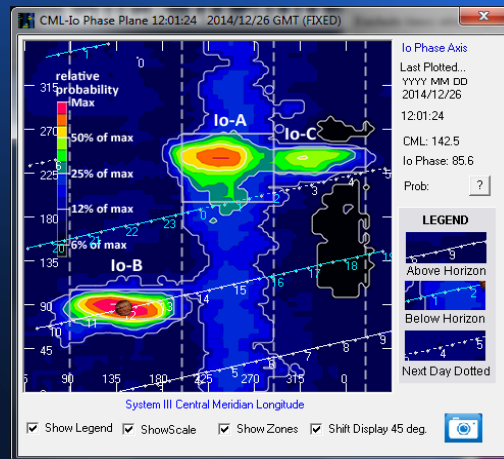 CML-Io Phase Plane 12:01:24 2014/12/26 GMT (FIXED)
Io Phase Axis
Last Plotted...
YYYY MM DD
2014/12/26
12:01:24
CML: 142.5
Io Phase: 85.6
Prob:
?
LEGEND
Above Horizon
Below Horizon
Next Day Dotted
relative
probability
Max
50% of max
25% of max
12% of max
6% of max
Io-A
Io-C
Io-B
315
270
225
180
135
90
45
45 90 135 180 225 270 315 0
System III Central Meridian Longitude
Show Legend
ShowScale
Show Zones
Shift Display 45 deg.